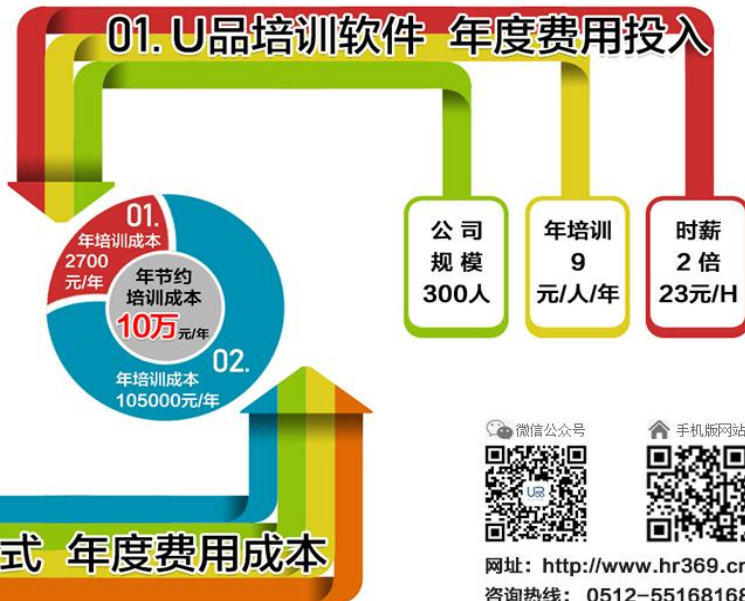 01. U品培训软件 年度费用投入
公司
规模
300人
年培训
9
元/人/年
时薪
2倍
23元/H
01.
年培训成本
2700
元/年
年节约
培训成本
10万元/年
02.
年培训成本
105000元/年
式 年度费用成本
微信公众号
手机版网站
网址: http://www.hr369.cn
咨询热线: 0512-55168168